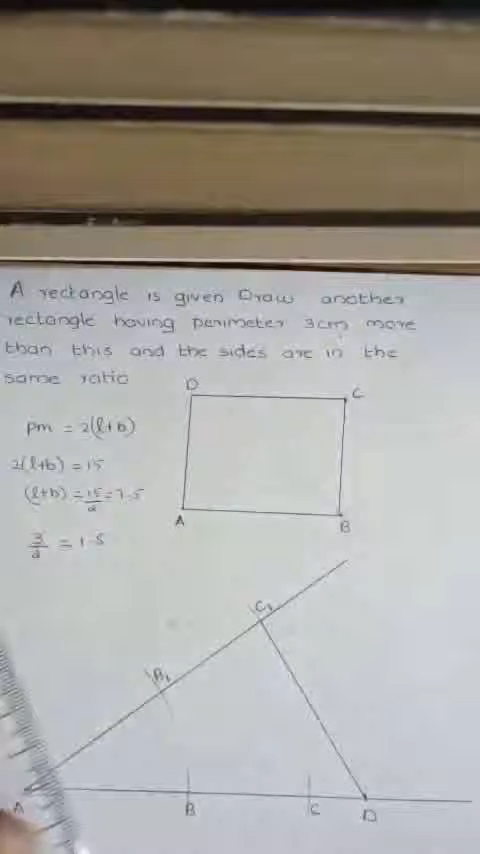 A rectangle is given Draw another
rectangle having perimeter 3cm more
than this and the sides are in the
same ratio
D
C
pm = 2(l+b)
2(l+b) = 15
(l+b) = 15/2 = 7.5
A
B
3/2 = 1.5
C1
B1
A
B
C
D